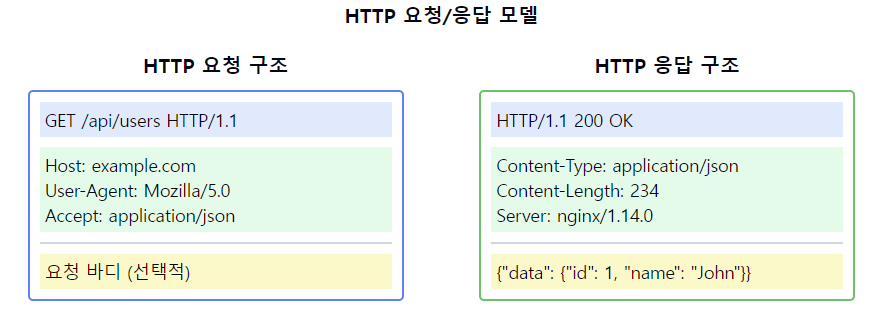 HTTP 요청/응답 모델
HTTP 요청 구조
GET /api/users HTTP/1.1
Host: example.com
User-Agent: Mozilla/5.0
Accept: application/json
요청 바디 (선택적)
HTTP 응답 구조
HTTP/1.1 200 OK
Content-Type: application/json
Content-Length: 234
Server: nginx/1.14.0
{"data": {"id": 1, "name": "John"}}